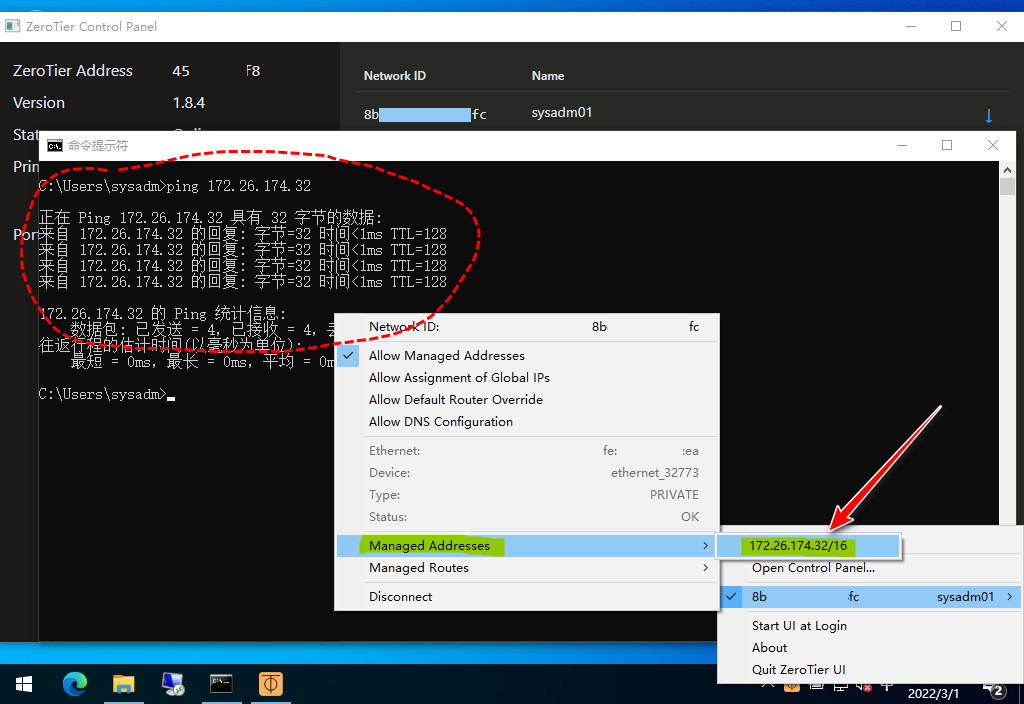 ZeroTier Control Panel
ZeroTier Address 45 F8
Version 1.8.4
Network ID Name
8b fc sysadm01
命令提示符
C:\Users\sysadm>ping 172.26.174.32
正在 Ping 172.26.174.32 具有 32 字节的数据:
来自 172.26.174.32 的回复: 字节=32 时间<1ms TTL=128
来自 172.26.174.32 的回复: 字节=32 时间<1ms TTL=128
来自 172.26.174.32 的回复: 字节=32 时间<1ms TTL=128
来自 172.26.174.32 的回复: 字节=32 时间<1ms TTL=128
172.26.174.32 的 Ping 统计信息:
数据包: 已发送 = 4, 已接收 = 4,
往返行程的估计时间(以毫秒为单位):
最短 = 0ms, 最长 = 0ms, 平均 =
C:\Users\sysadm>
Network ID: 8b fc
Allow Managed Addresses
Allow Assignment of Global IPs
Allow Default Router Override
Allow DNS Configuration
Ethernet: fe: :ea
Device: ethernet_32773
Type: PRIVATE
Status: OK
Managed Addresses
Managed Routes
Disconnect
172.26.174.32/16
Open Control Panel...
8b fc sysadm01
Start UI at Login
About
Quit ZeroTier UI
2022/3/1
2